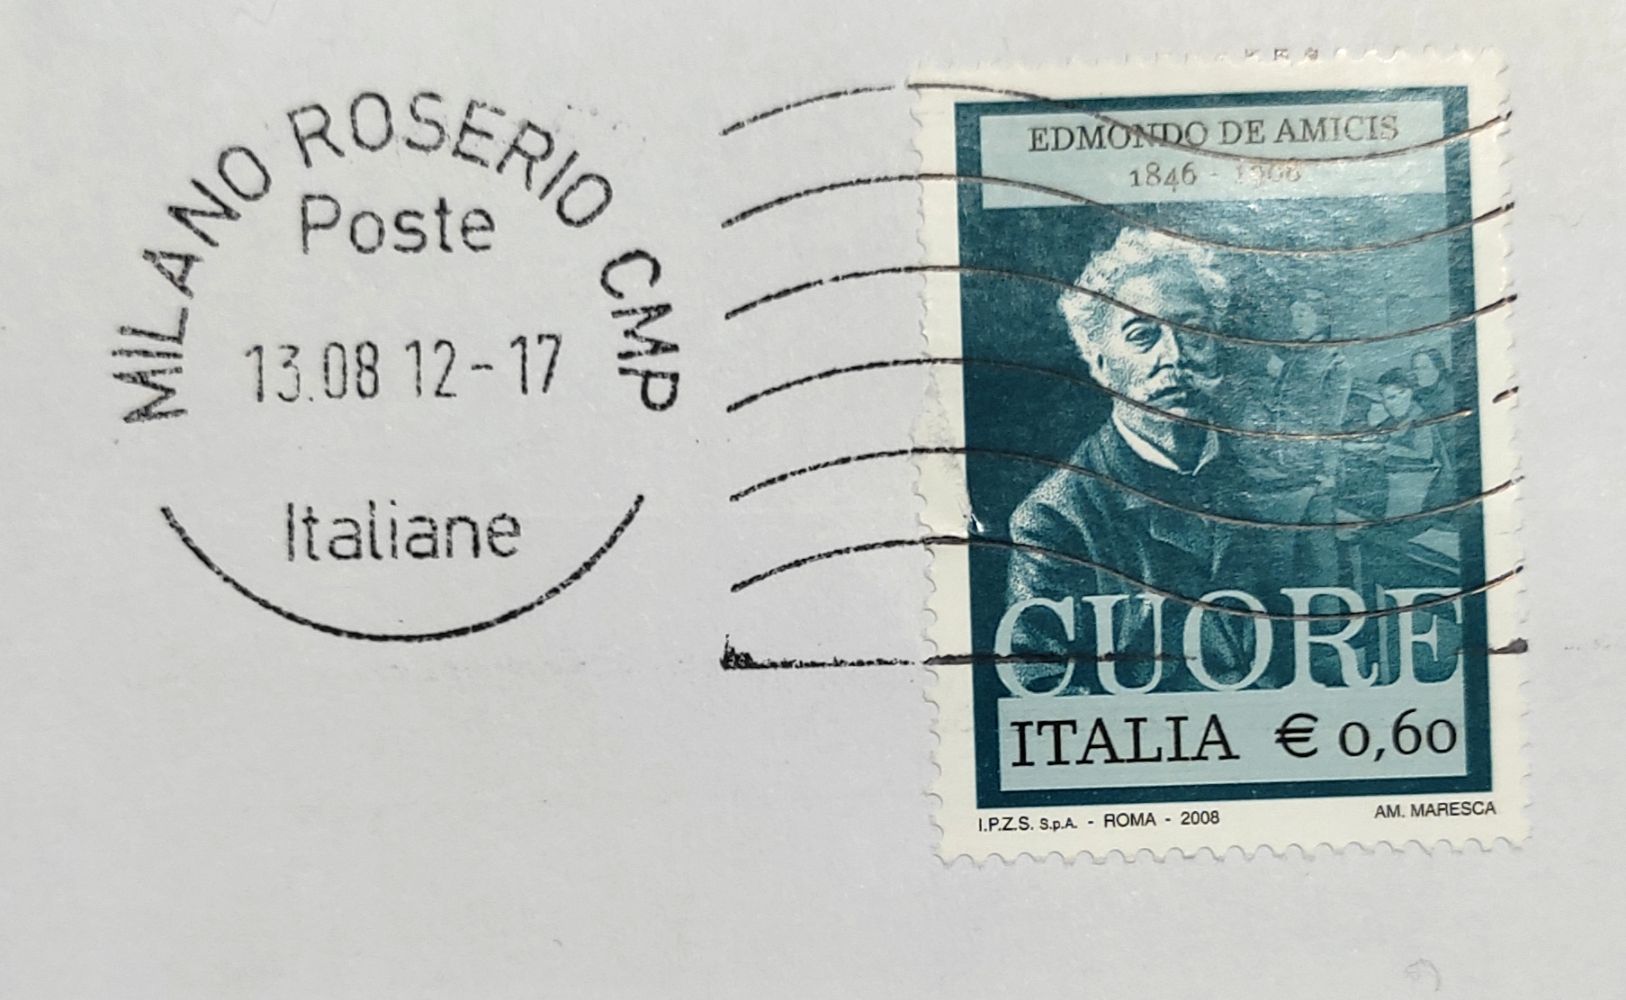 MILANO ROSERIO CMP
Poste
13.08 12-17
Italiane
EDMONDO DE AMICIS
1846 - 1908
CUORE
ITALIA € 0,60
I.P.Z.S. S.p.A. - ROMA - 2008
AM. MARESCA